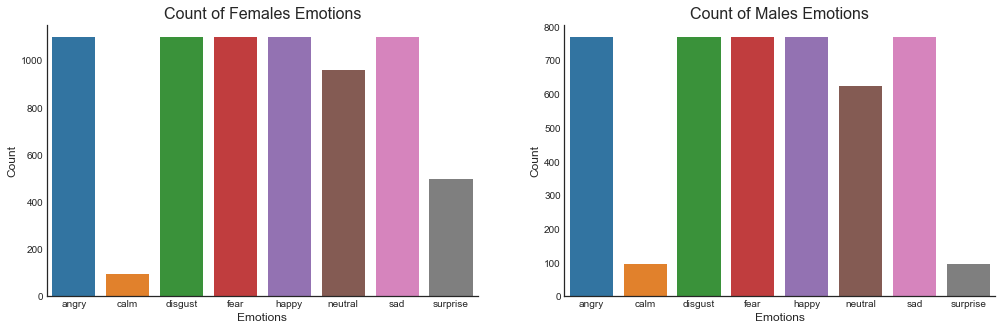 Count of Females Emotions
Count
1000
800
600
400
200
0
angry calm disgust fear happy neutral sad surprise
Emotions
Count of Males Emotions
Count
800
700
600
500
400
300
200
100
0
angry calm disgust fear happy neutral sad surprise
Emotions